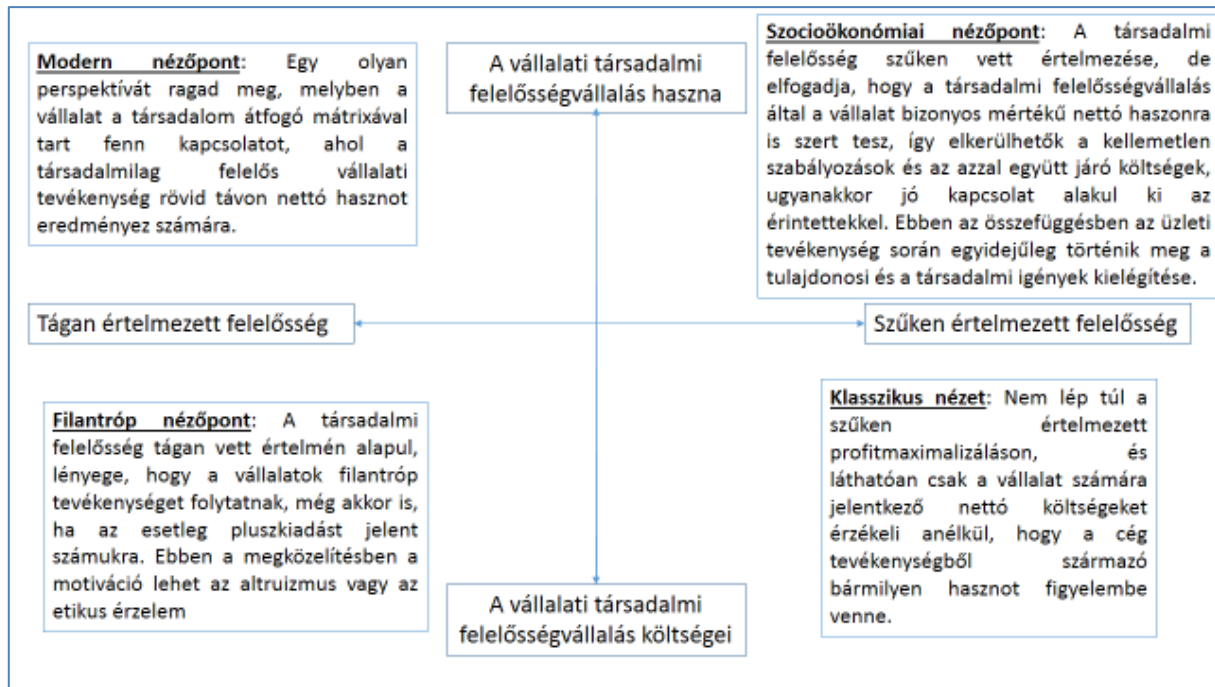 Modern nézőpont: Egy olyan
perspektívát ragad meg, melyben a
vállalat a társadalom átfogó mátrixával
tart fenn kapcsolatot, ahol a
társadalmilag felelős vállalati
tevékenység rövid távon nettó hasznot
eredményez számára.
A vállalati társadalmi
felelősségvállalás haszna
Szocioökonómiai nézőpont: A társadalmi
felelősség szűken vett értelmezése, de
elfogadja, hogy a társadalmi felelősségvállalás
által a vállalat bizonyos mértékű nettó haszonra
is szert tesz, így elkerülhetők a kellemetlen
szabályozások és az azzal együtt járó költségek,
ugyanakkor jó kapcsolat alakul ki az
érintettekkel. Ebben az összefüggésben az üzleti
tevékenység során egyidejűleg történik meg a
tulajdonosi és a társadalmi igények kielégítése.
Tágan értelmezett felelősség
Szűken értelmezett felelősség
Filantróp nézőpont: A társadalmi
felelősség tágan vett értelmén alapul,
lényege, hogy a vállalatok filantróp
tevékenységet folytatnak, még akkor is,
ha az esetleg pluszkiadást jelent
számukra. Ebben a megközelítésben a
motiváció lehet az altruizmus vagy az
etikus érzelem
A vállalati társadalmi
felelősségvállalás költségei
Klasszikus nézet: Nem lép túl a
szűken értelmezett
profitmaximalizáláson, és
láthatóan csak a vállalat számára
jelentkező nettó költségeket
érzékeli anélkül, hogy a cég
tevékenységből származó
bármilyen hasznot figyelembe
venne.